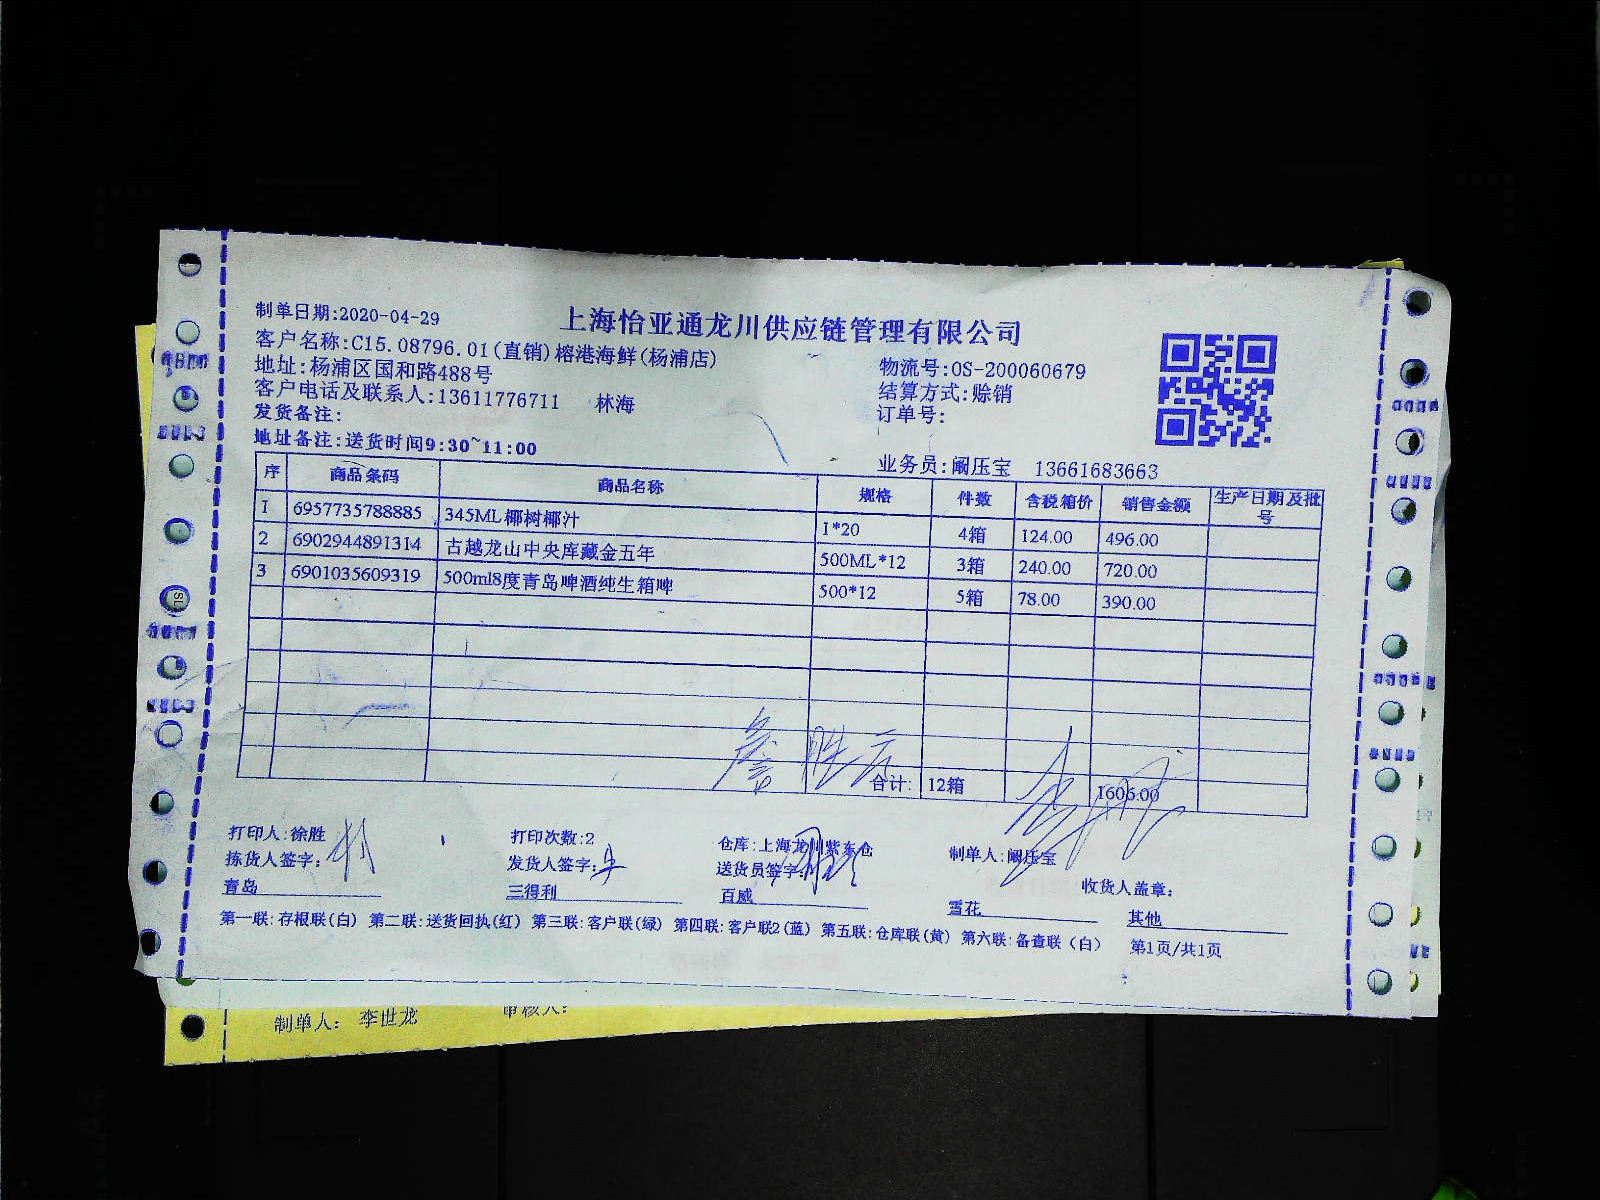 制单日期:2020-04-29
上海怡亚通龙川供应链管理有限公司
客户名称:C15.08796.01(直销)榕港海鲜(杨浦店)
地址:杨浦区国和路488号
物流号:OS-200060679
客户电话及联系人:13611776711 林海
结算方式:赊销
发货备注:
订单号:
地址备注:送货时间9:30~11:00
业务员:阚压宝 13661683663
序 商品条码 商品名称 规格 件数 含税箱价 销售金额 生产日期及批号
1 6957735788885 345ML椰树椰汁 1*20 4箱 124.00 496.00
2 6902944891314 古越龙山中央库藏金五年 500ML*12 3箱 240.00 720.00
3 6901035609319 500ml8度青岛啤酒纯生箱啤 500*12 5箱 78.00 390.00
合计: 12箱 1606.00
打印人:徐胜 打印次数:2 仓库:上海龙川紫东仓 制单人:阚压宝
拣货人签字: 发货人签字: 送货员签字: 收货人盖章:
青岛 三得利 百威 雪花 其他
第一联:存根联(白) 第二联:送货回执(红) 第三联:客户联(绿) 第四联:客户联2(蓝) 第五联:仓库联(黄) 第六联:备查联(白) 第1页/共1页
制单人: 李世龙 审核人: